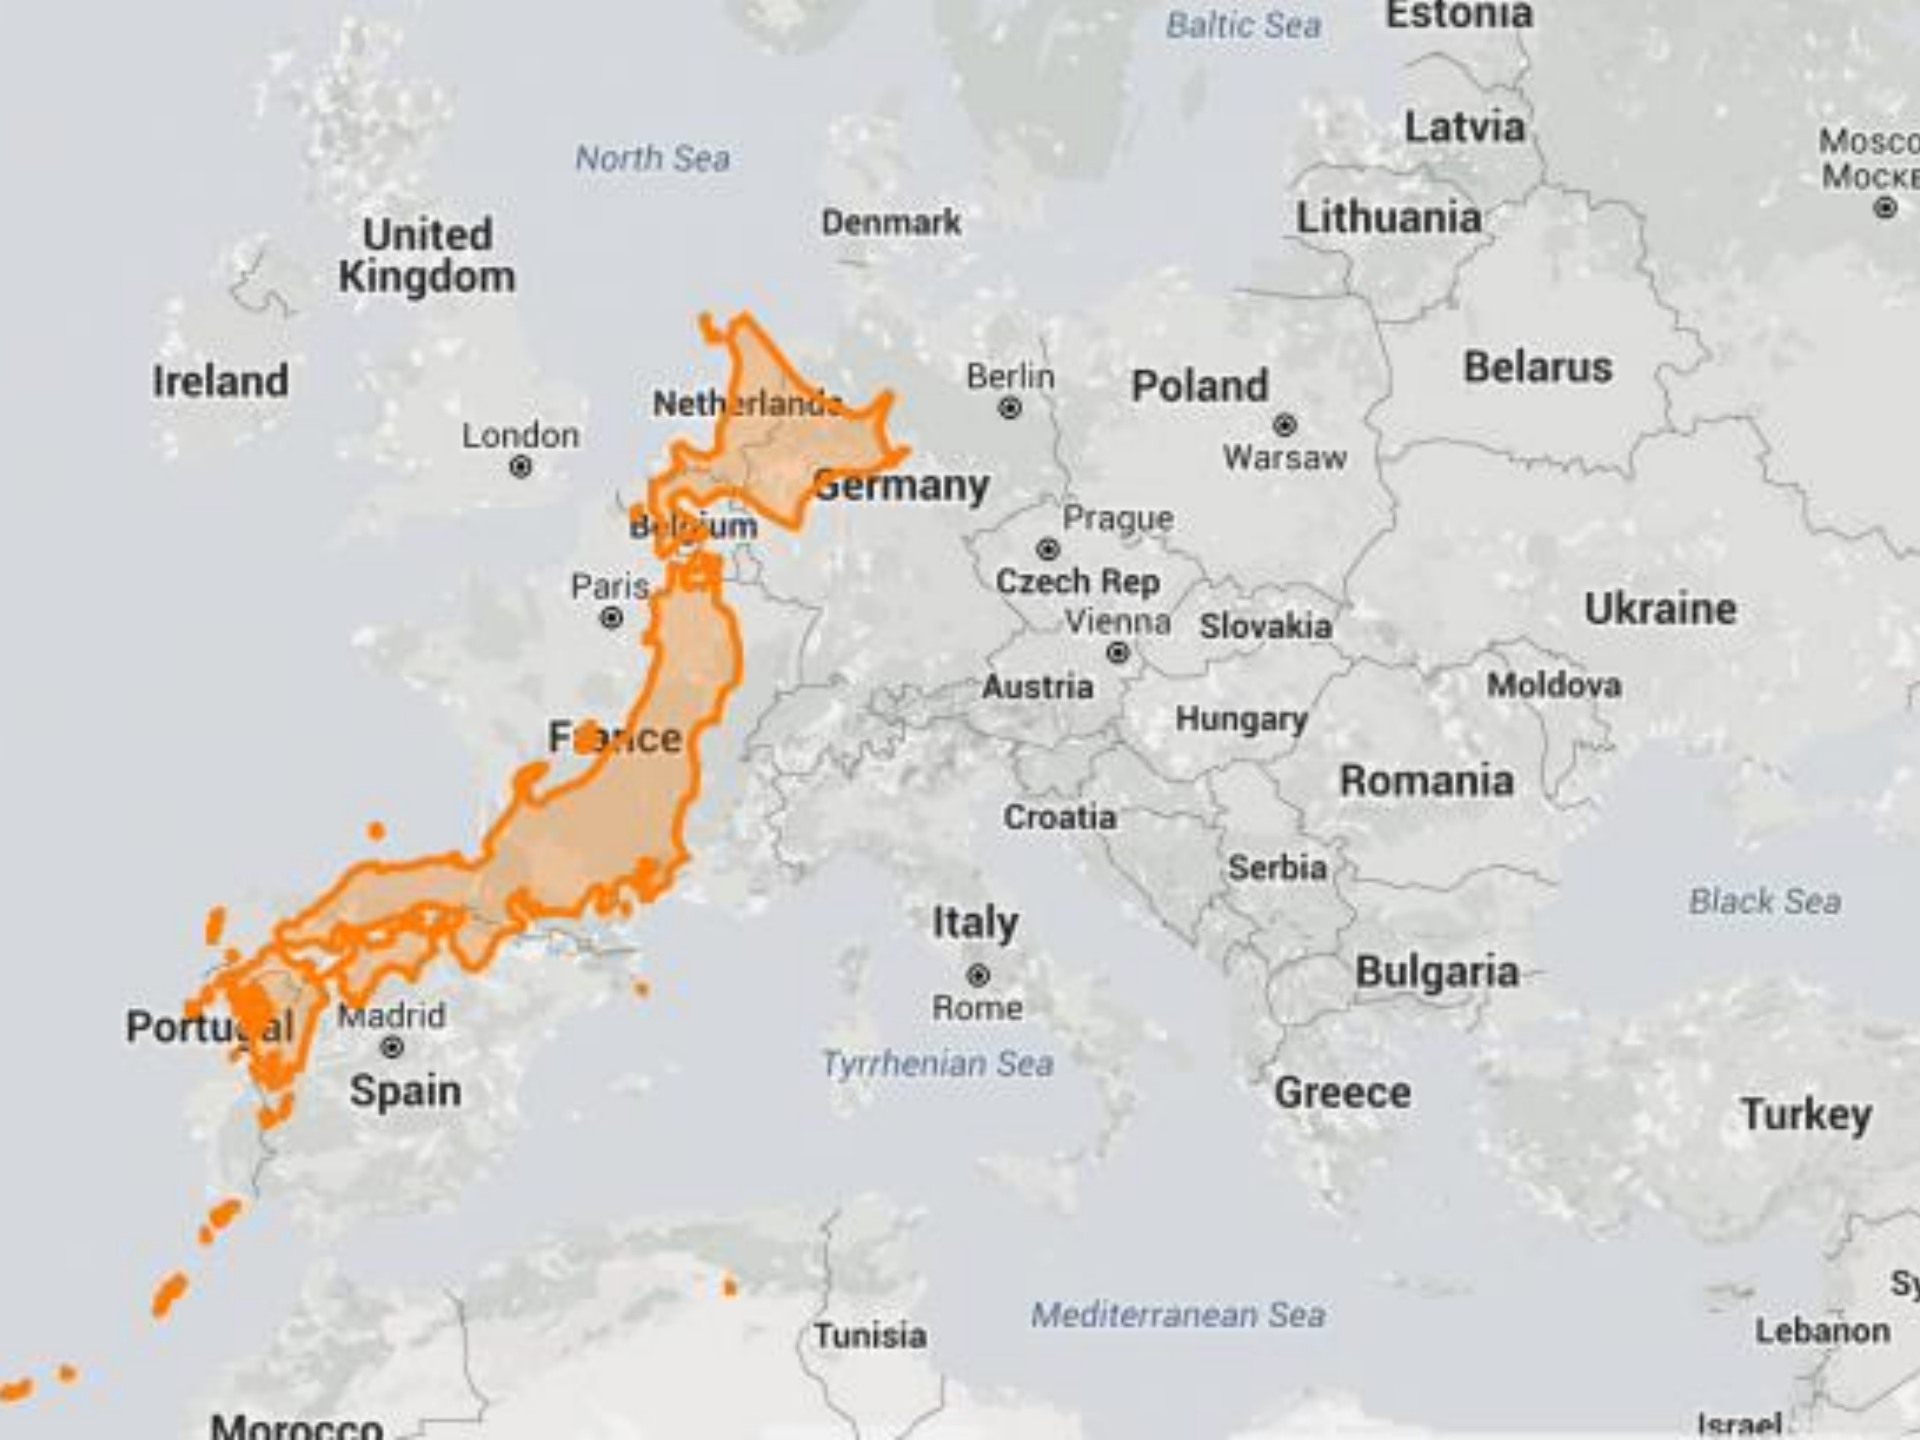 Baltic Sea
Estonia
Latvia
Mosco
Моске
North Sea
Denmark
Lithuania
United
Kingdom
Ireland
Netherlands
Berlin
Poland
Belarus
London
Warsaw
Germany
Belgium
Prague
Paris
Czech Rep
Vienna
Slovakia
Ukraine
Austria
Moldova
Hungary
France
Romania
Croatia
Serbia
Black Sea
Italy
Bulgaria
Rome
Portugal
Madrid
Tyrrhenian Sea
Spain
Greece
Turkey
Sy
Mediterranean Sea
Tunisia
Lebanon
Morocco
Israel